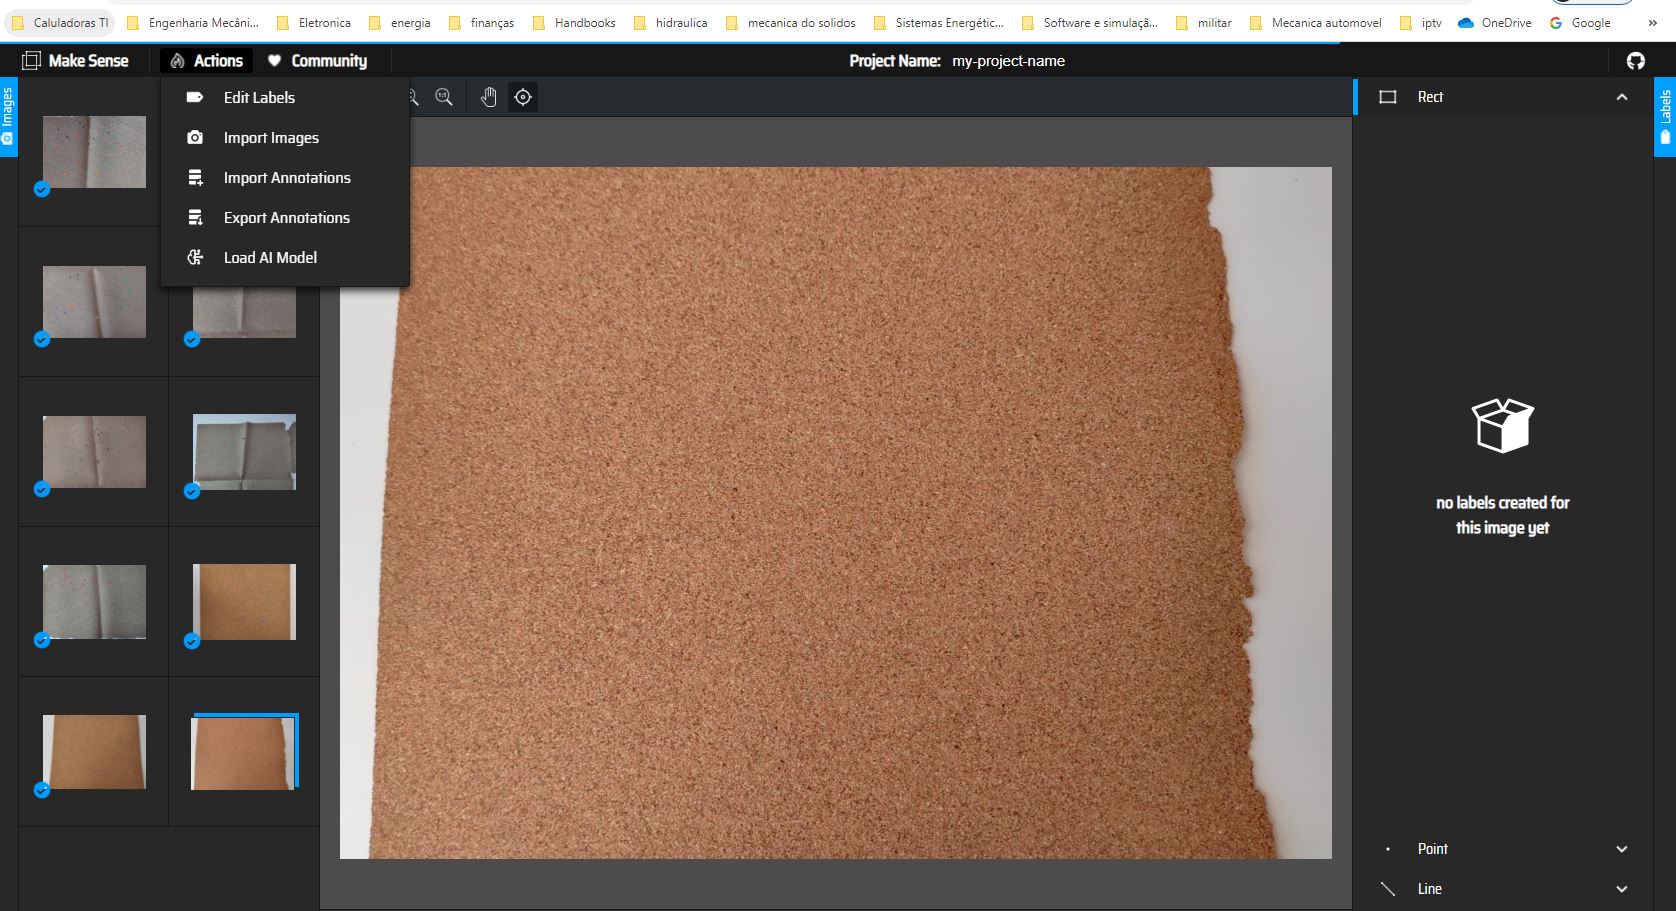 Caluladoras TI
Engenharia Mecâni...
Eletronica
energia
finanças
Handbooks
hidraulica
mecanica do solidos
Sistemas Energétic...
Software e simulaçã...
militar
Mecanica automovel
iptv
OneDrive
Google
»
Make Sense
Actions
Community
Project Name: my-project-name
Images
Edit Labels
Import Images
Import Annotations
Export Annotations
Load AI Model
1:1
Rect
Labels
no labels created for
this image yet
Point
Line